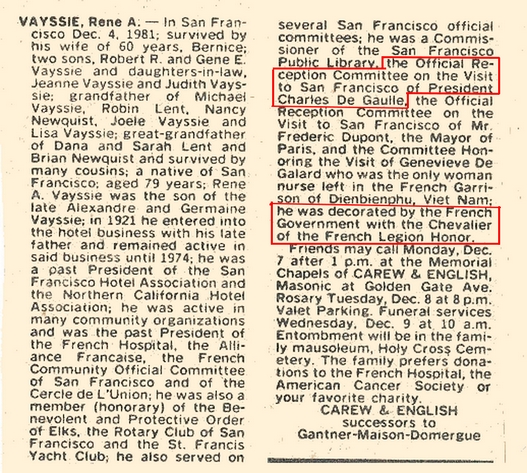 VAYSSIE, Rene A. — In San Fran-
cisco Dec. 4, 1981; survived by
his wife of 60 years, Bernice;
two sons, Robert R. and Gene E.
Vayssie and daughters-in-law,
Jeanne Vayssie and Judith Vays-
sie; grandfather of Michael
Vayssie, Robin Lent, Nancy
Newquist, Joele Vayssie and
Lisa Vayssie; great-grandfather
of Dana and Sarah Lent and
Brian Newquist and survived by
many cousins; a native of San
Francisco; aged 79 years; Rene
A. Vayssie was the son of the
late Alexandre and Germaine
Vayssie; in 1921 he entered into
the hotel business with his late
father and remained active in
said business until 1974; he was
a past President of the San
Francisco Hotel Association and
the Northern California Hotel
Association; he was active in
many community organizations
and was the past President of
the French Hospital, the Alli-
ance Francaise, the French
Community Official Committee
of San Francisco and of the
Cercle de L'Union; he was also a
member (honorary) of the Be-
nevolent and Protective Order
of Elks, the Rotary Club of San
Francisco and the St. Francis
Yacht Club; he also served on
several San Francisco official
committees; he was a Commis-
sioner of the San Francisco
Public Library, the Official Re-
ception Committee on the Visit
to San Francisco of President
Charles De Gaulle, the Official
Reception Committee on the
Visit to San Francisco of Mr.
Frederic Dupont, the Mayor of
Paris, and the Committee Hon-
oring the Visit of Genevieve De
Galard who was the only woman
nurse left in the French Garri-
son of Dienbienphu, Viet Nam;
he was decorated by the French
Government with the Chevalier
of the French Legion Honor.
Friends may call Monday, Dec.
7 after 1 p.m. at the Memorial
Chapels of CAREW & ENGLISH,
Masonic at Golden Gate Ave.
Rosary Tuesday, Dec. 8 at 8 p.m.
Valet Parking. Funeral services
Wednesday, Dec. 9 at 10 a.m.
Entombment will be in the fami-
ly mausoleum, Holy Cross Cem-
etery. The family prefers dona-
tions to the French Hospital, the
American Cancer Society or
your favorite charity.
CAREW & ENGLISH
successors to
Gantner-Maison-Domergue